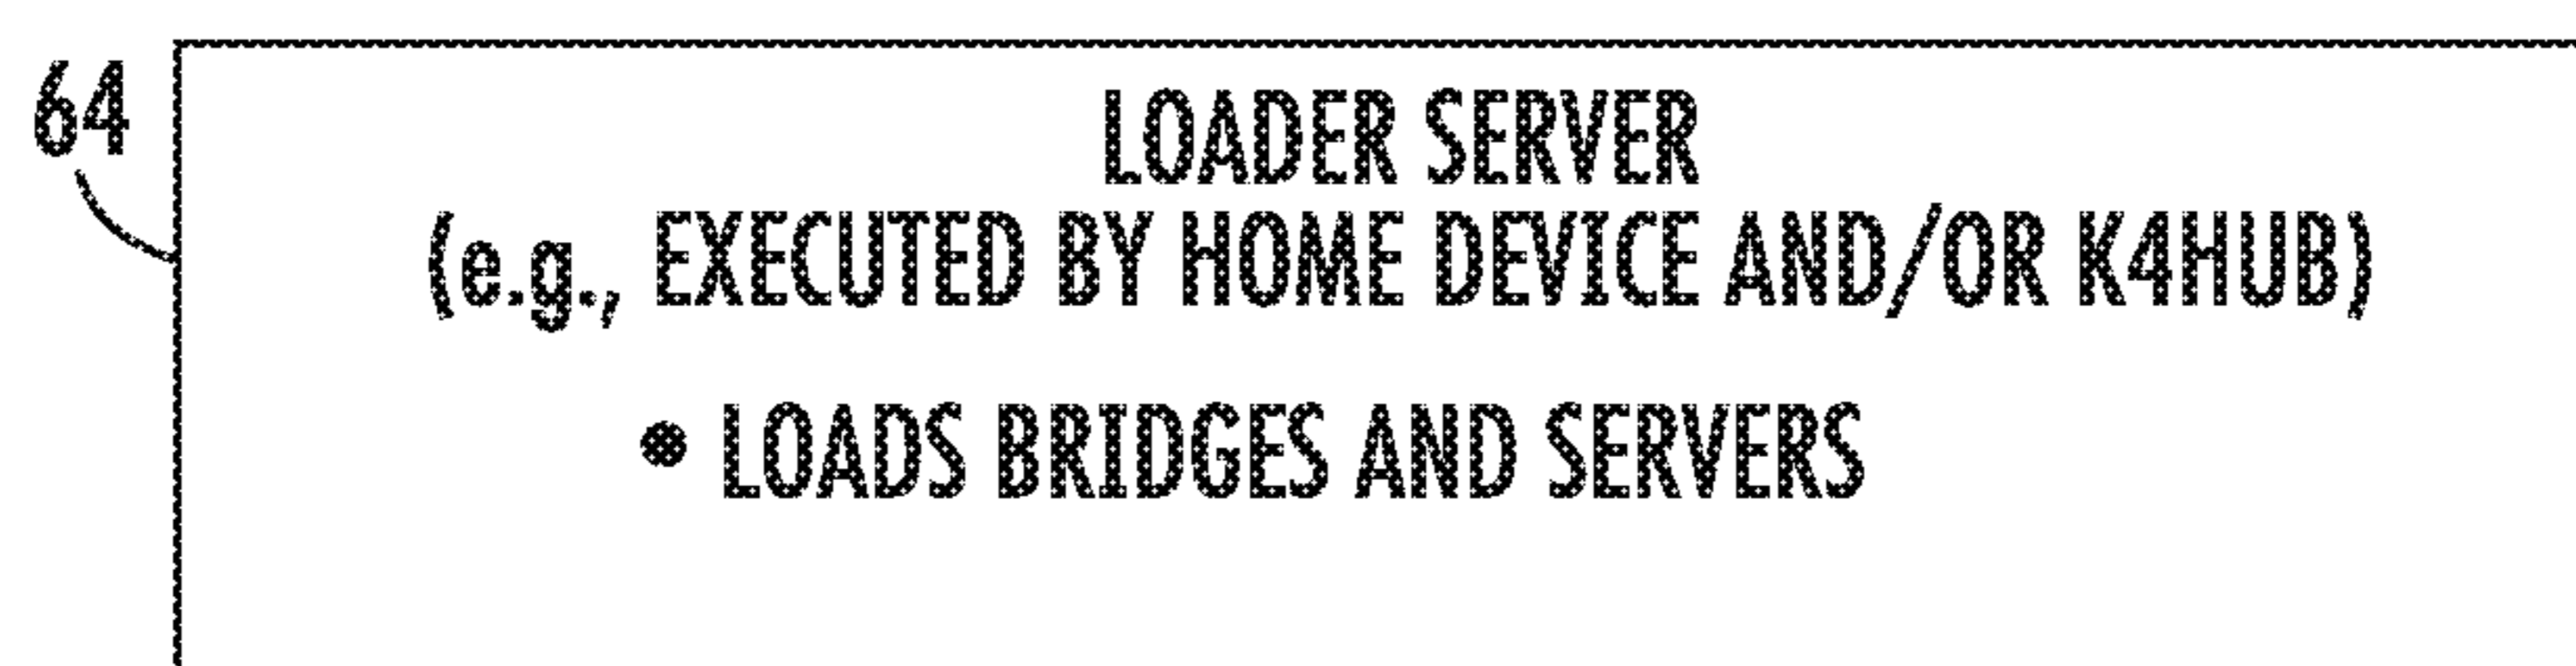 64
LOADER SERVER
(e.g., EXECUTED BY HOME DEVICE AND/OR K4HUB)
• LOADS BRIDGES AND SERVERS